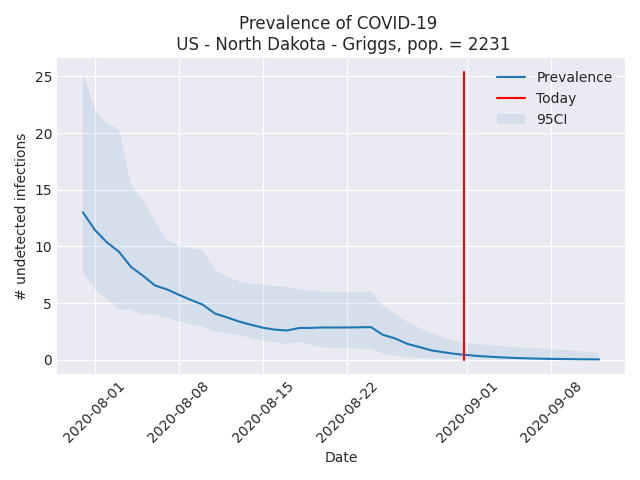 Prevalence of COVID-19
US - North Dakota - Griggs, pop. = 2231
Prevalence
Today
95CI
# undetected infections
25
20
15
10
5
0
2020-08-01
2020-08-08
2020-08-15
2020-08-22
2020-09-01
2020-09-08
Date